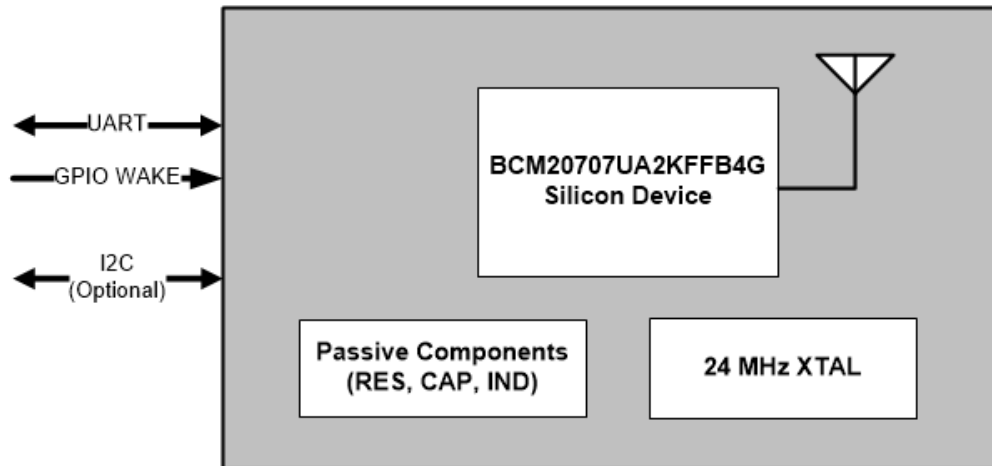 UART
GPIO WAKE
I2C
(Optional)
BCM20707UA2KFFB4G
Silicon Device
Passive Components
(RES, CAP, IND)
24 MHz XTAL